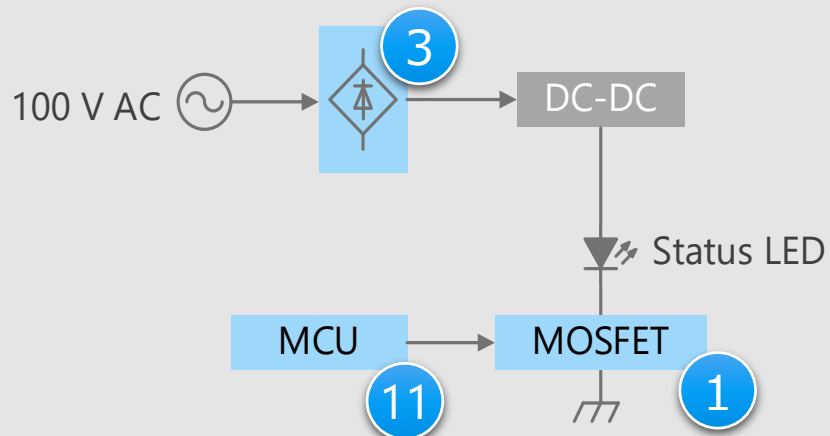 3
100 V AC
DC-DC
Status LED
MCU
MOSFET
11
1